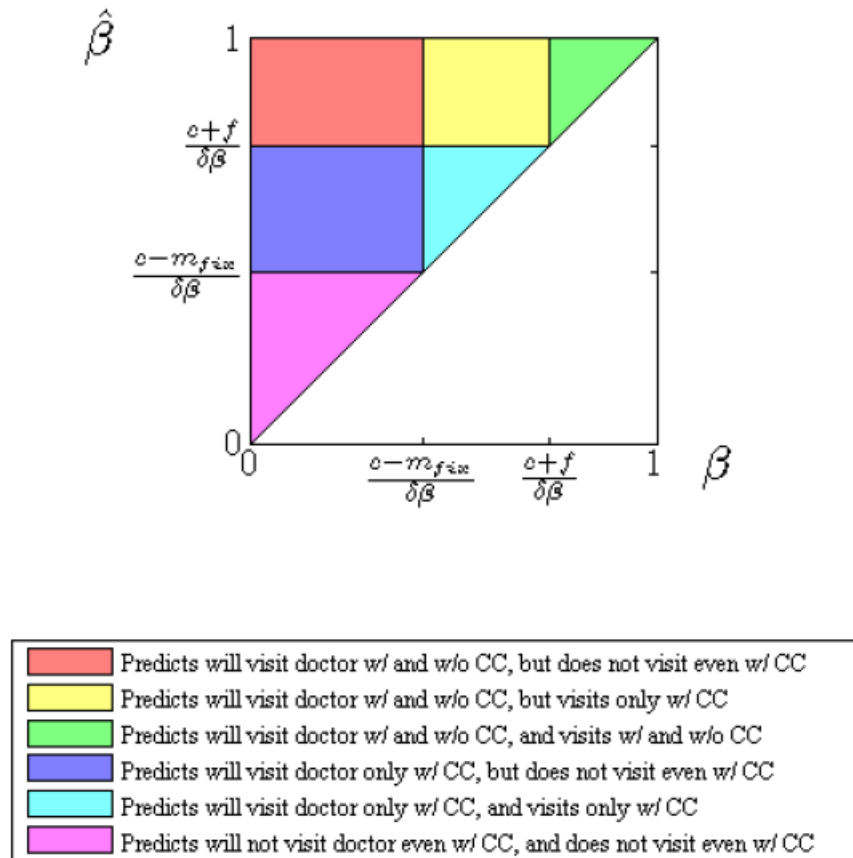 β̂
1
c+f
δβ
c−m_fix
δβ
0
0
c−m_fix
δβ
c+f
δβ
1
β
Predicts will visit doctor w/ and w/o CC, but does not visit even w/ CC
Predicts will visit doctor w/ and w/o CC, but visits only w/ CC
Predicts will visit doctor w/ and w/o CC, and visits w/ and w/o CC
Predicts will visit doctor only w/ CC, but does not visit even w/ CC
Predicts will visit doctor only w/ CC, and visits only w/ CC
Predicts will not visit doctor even w/ CC, and does not visit even w/ CC